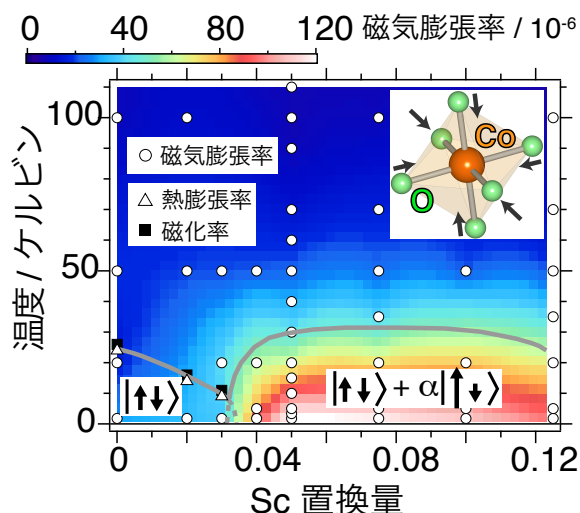 0 40 80 120 磁気膨張率 / 10-6
100
50
0
温度 / ケルビン
磁気膨張率
熱膨張率
磁化率
Co
O
|↑↓⟩
|↑↓⟩ + α|↑↓⟩
0 0.04 0.08 0.12
Sc 置換量